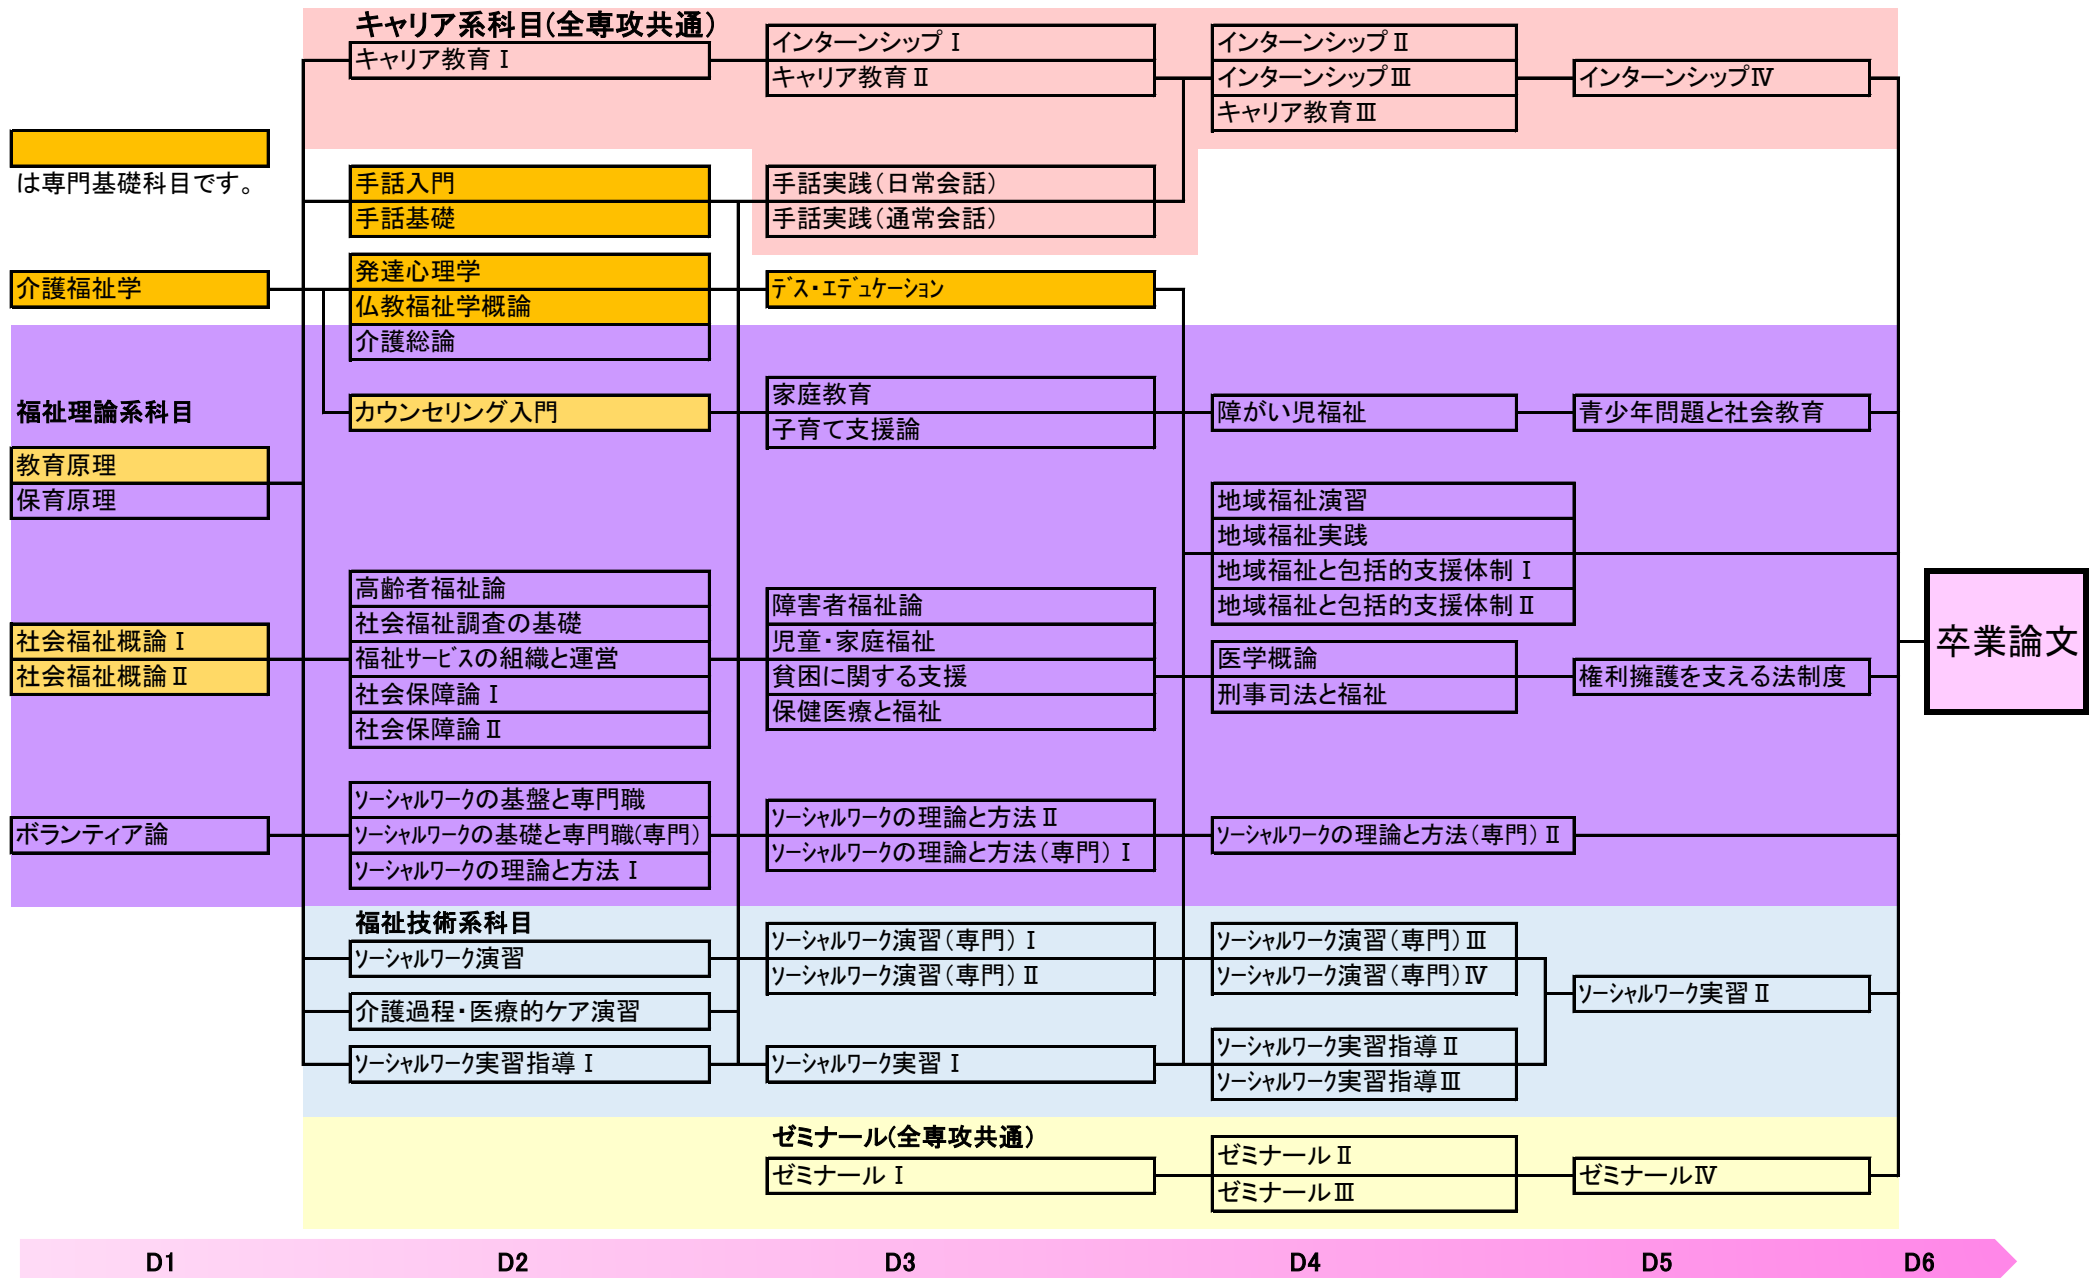 キャリア系科目(全専攻共通)
キャリア教育Ⅰ
インターンシップⅠ
キャリア教育Ⅱ
インターンシップⅡ
インターンシップⅢ
キャリア教育Ⅲ
インターンシップⅣ
は専門基礎科目です。
手話入門
手話基礎
手話実践(日常会話)
手話実践(通常会話)
介護福祉学
発達心理学
仏教福祉学概論
介護総論
ﾃﾞｽ・ｴﾃﾞｭｹｰｼｮﾝ
福祉理論系科目
カウンセリング入門
家庭教育
子育て支援論
障がい児福祉
青少年問題と社会教育
教育原理
保育原理
地域福祉演習
地域福祉実践
地域福祉と包括的支援体制Ⅰ
地域福祉と包括的支援体制Ⅱ
社会福祉概論Ⅰ
社会福祉概論Ⅱ
高齢者福祉論
社会福祉調査の基礎
福祉ｻｰﾋﾞｽの組織と運営
社会保障論Ⅰ
社会保障論Ⅱ
障害者福祉論
児童・家庭福祉
貧困に関する支援
保健医療と福祉
医学概論
刑事司法と福祉
権利擁護を支える法制度
卒業論文
ボランティア論
ｿｰｼｬﾙﾜｰｸの基盤と専門職
ｿｰｼｬﾙﾜｰｸの基礎と専門職(専門)
ｿｰｼｬﾙﾜｰｸの理論と方法Ⅰ
ｿｰｼｬﾙﾜｰｸの理論と方法Ⅱ
ｿｰｼｬﾙﾜｰｸの理論と方法(専門)Ⅰ
ｿｰｼｬﾙﾜｰｸの理論と方法(専門)Ⅱ
福祉技術系科目
ｿｰｼｬﾙﾜｰｸ演習
介護過程・医療的ケア演習
ｿｰｼｬﾙﾜｰｸ実習指導Ⅰ
ｿｰｼｬﾙﾜｰｸ演習(専門)Ⅰ
ｿｰｼｬﾙﾜｰｸ演習(専門)Ⅱ
ｿｰｼｬﾙﾜｰｸ実習Ⅰ
ｿｰｼｬﾙﾜｰｸ演習(専門)Ⅲ
ｿｰｼｬﾙﾜｰｸ演習(専門)Ⅳ
ｿｰｼｬﾙﾜｰｸ実習指導Ⅱ
ｿｰｼｬﾙﾜｰｸ実習指導Ⅲ
ｿｰｼｬﾙﾜｰｸ実習Ⅱ
ゼミナール(全専攻共通)
ゼミナールⅠ
ゼミナールⅡ
ゼミナールⅢ
ゼミナールⅣ
D1 D2 D3 D4 D5 D6